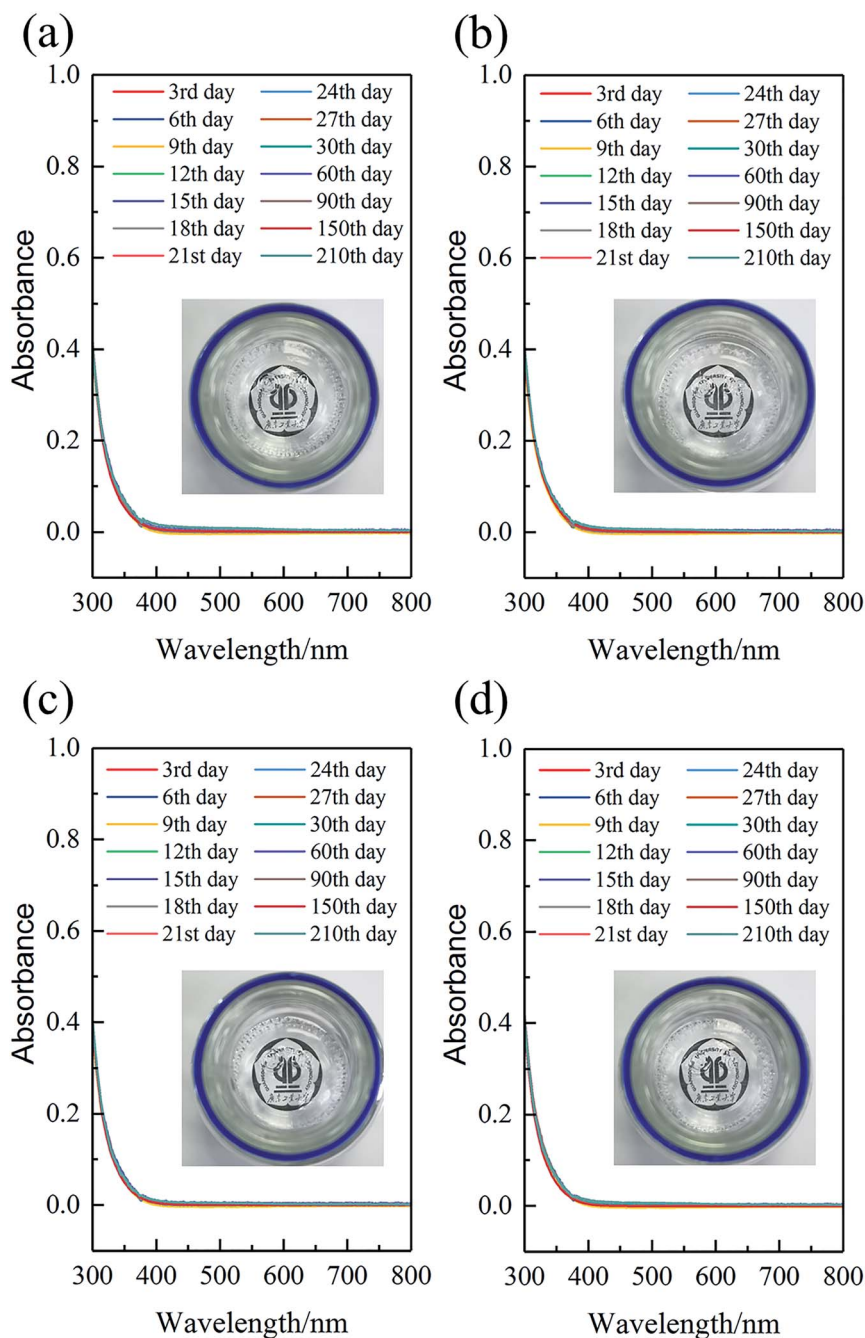 (a)
1.0
0.8
0.6
0.4
0.2
0.0
Absorbance
3rd day 24th day
6th day 27th day
9th day 30th day
12th day 60th day
15th day 90th day
18th day 150th day
21st day 210th day
300 400 500 600 700 800
Wavelength/nm
(b)
1.0
0.8
0.6
0.4
0.2
0.0
Absorbance
3rd day 24th day
6th day 27th day
9th day 30th day
12th day 60th day
15th day 90th day
18th day 150th day
21st day 210th day
300 400 500 600 700 800
Wavelength/nm
(c)
1.0
0.8
0.6
0.4
0.2
0.0
Absorbance
3rd day 24th day
6th day 27th day
9th day 30th day
12th day 60th day
15th day 90th day
18th day 150th day
21st day 210th day
300 400 500 600 700 800
Wavelength/nm
(d)
1.0
0.8
0.6
0.4
0.2
0.0
Absorbance
3rd day 24th day
6th day 27th day
9th day 30th day
12th day 60th day
15th day 90th day
18th day 150th day
21st day 210th day
300 400 500 600 700 800
Wavelength/nm